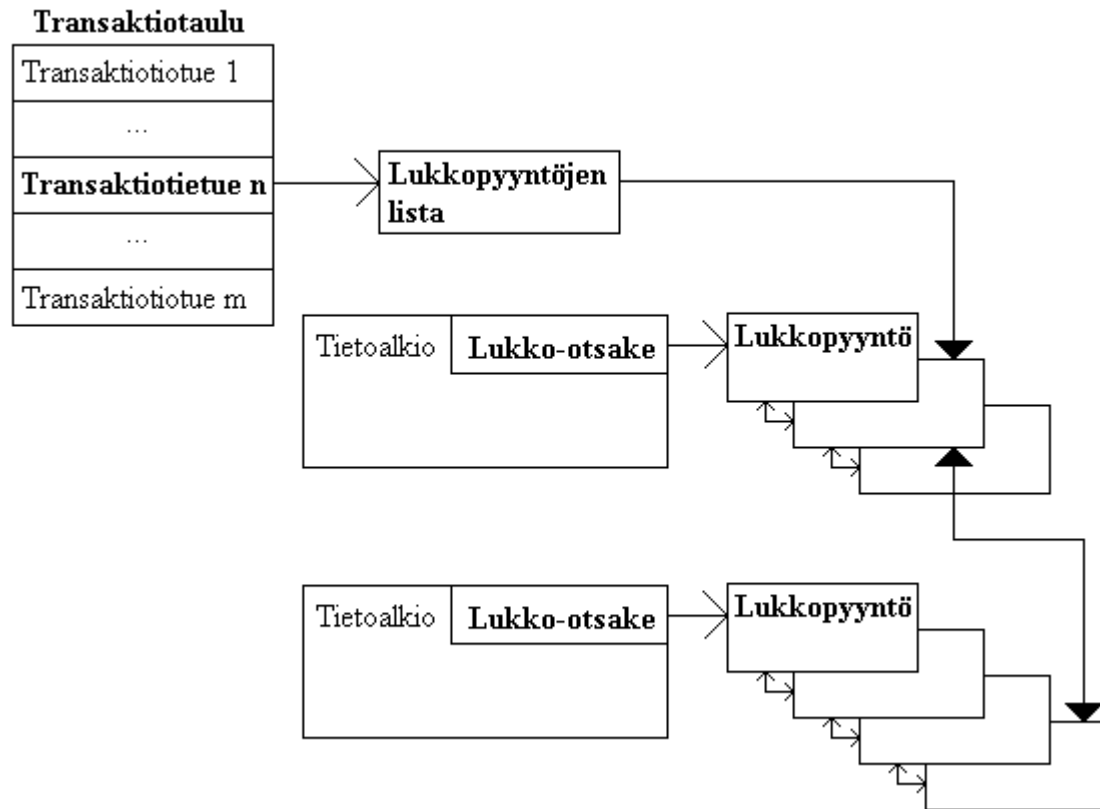 Transaktiotaulu
Transaktiotiotue 1
...
Transaktiotietue n
...
Transaktiotiotue m
Lukkopyyntöjen
lista
Tietoalkio
Lukko-otsake
Lukkopyyntö
Tietoalkio
Lukko-otsake
Lukkopyyntö